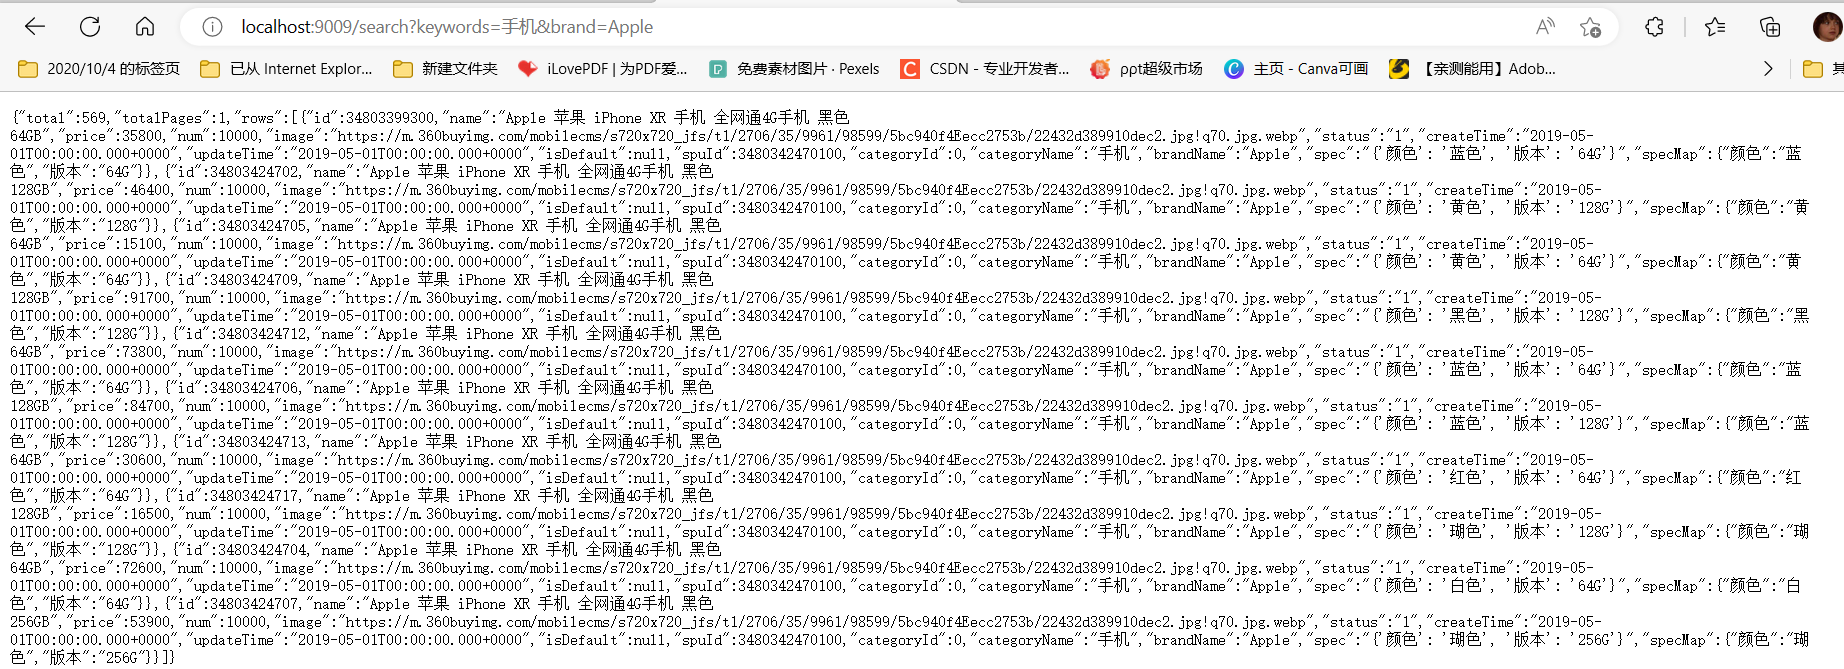 localhost:9009/search?keywords=手机&brand=Apple
2020/10/4 的标签页 已从 Internet Explor... 新建文件夹 iLovePDF | 为PDF爱... 免费素材图片 · Pexels CSDN - 专业开发者... ppt超级市场 主页 - Canva可画 【亲测能用】Adob... 其
{"total":569,"totalPages":1,"rows":[{"id":34803399300,"name":"Apple 苹果 iPhone XR 手机 全网通4G手机 黑色
64GB","price":35800,"num":10000,"image":"https://m.360buyimg.com/mobilecms/s720x720_jfs/t1/2706/35/9961/98599/5bc940f4Eecc2753b/22432d389910dec2.jpg!q70.jpg.webp","status":"1","createTime":"2019-05-
01T00:00:00.000+0000","updateTime":"2019-05-01T00:00:00.000+0000","isDefault":null,"spuId":3480342470100,"categoryId":0,"categoryName":"手机","brandName":"Apple","spec":"{'颜色': '蓝色', '版本': '64G'}","specMap":{"颜色":"蓝
色","版本":"64G"}},{"id":34803424702,"name":"Apple 苹果 iPhone XR 手机 全网通4G手机 黑色
128GB","price":46400,"num":10000,"image":"https://m.360buyimg.com/mobilecms/s720x720_jfs/t1/2706/35/9961/98599/5bc940f4Eecc2753b/22432d389910dec2.jpg!q70.jpg.webp","status":"1","createTime":"2019-05-
01T00:00:00.000+0000","updateTime":"2019-05-01T00:00:00.000+0000","isDefault":null,"spuId":3480342470100,"categoryId":0,"categoryName":"手机","brandName":"Apple","spec":"{'颜色': '黄色', '版本': '128G'}","specMap":{"颜色":"黄
色","版本":"128G"}},{"id":34803424705,"name":"Apple 苹果 iPhone XR 手机 全网通4G手机 黑色
64GB","price":15100,"num":10000,"image":"https://m.360buyimg.com/mobilecms/s720x720_jfs/t1/2706/35/9961/98599/5bc940f4Eecc2753b/22432d389910dec2.jpg!q70.jpg.webp","status":"1","createTime":"2019-05-
01T00:00:00.000+0000","updateTime":"2019-05-01T00:00:00.000+0000","isDefault":null,"spuId":3480342470100,"categoryId":0,"categoryName":"手机","brandName":"Apple","spec":"{'颜色': '黄色', '版本': '64G'}","specMap":{"颜色":"黄
色","版本":"64G"}},{"id":34803424709,"name":"Apple 苹果 iPhone XR 手机 全网通4G手机 黑色
128GB","price":91700,"num":10000,"image":"https://m.360buyimg.com/mobilecms/s720x720_jfs/t1/2706/35/9961/98599/5bc940f4Eecc2753b/22432d389910dec2.jpg!q70.jpg.webp","status":"1","createTime":"2019-05-
01T00:00:00.000+0000","updateTime":"2019-05-01T00:00:00.000+0000","isDefault":null,"spuId":3480342470100,"categoryId":0,"categoryName":"手机","brandName":"Apple","spec":"{'颜色': '黑色', '版本': '128G'}","specMap":{"颜色":"黑
色","版本":"128G"}},{"id":34803424712,"name":"Apple 苹果 iPhone XR 手机 全网通4G手机 黑色
64GB","price":73800,"num":10000,"image":"https://m.360buyimg.com/mobilecms/s720x720_jfs/t1/2706/35/9961/98599/5bc940f4Eecc2753b/22432d389910dec2.jpg!q70.jpg.webp","status":"1","createTime":"2019-05-
01T00:00:00.000+0000","updateTime":"2019-05-01T00:00:00.000+0000","isDefault":null,"spuId":3480342470100,"categoryId":0,"categoryName":"手机","brandName":"Apple","spec":"{'颜色': '蓝色', '版本': '64G'}","specMap":{"颜色":"蓝
色","版本":"64G"}},{"id":34803424706,"name":"Apple 苹果 iPhone XR 手机 全网通4G手机 黑色
128GB","price":84700,"num":10000,"image":"https://m.360buyimg.com/mobilecms/s720x720_jfs/t1/2706/35/9961/98599/5bc940f4Eecc2753b/22432d389910dec2.jpg!q70.jpg.webp","status":"1","createTime":"2019-05-
01T00:00:00.000+0000","updateTime":"2019-05-01T00:00:00.000+0000","isDefault":null,"spuId":3480342470100,"categoryId":0,"categoryName":"手机","brandName":"Apple","spec":"{'颜色': '蓝色', '版本': '128G'}","specMap":{"颜色":"蓝
色","版本":"128G"}},{"id":34803424713,"name":"Apple 苹果 iPhone XR 手机 全网通4G手机 黑色
64GB","price":30600,"num":10000,"image":"https://m.360buyimg.com/mobilecms/s720x720_jfs/t1/2706/35/9961/98599/5bc940f4Eecc2753b/22432d389910dec2.jpg!q70.jpg.webp","status":"1","createTime":"2019-05-
01T00:00:00.000+0000","updateTime":"2019-05-01T00:00:00.000+0000","isDefault":null,"spuId":3480342470100,"categoryId":0,"categoryName":"手机","brandName":"Apple","spec":"{'颜色': '红色', '版本': '64G'}","specMap":{"颜色":"红
色","版本":"64G"}},{"id":34803424717,"name":"Apple 苹果 iPhone XR 手机 全网通4G手机 黑色
128GB","price":16500,"num":10000,"image":"https://m.360buyimg.com/mobilecms/s720x720_jfs/t1/2706/35/9961/98599/5bc940f4Eecc2753b/22432d389910dec2.jpg!q70.jpg.webp","status":"1","createTime":"2019-05-
01T00:00:00.000+0000","updateTime":"2019-05-01T00:00:00.000+0000","isDefault":null,"spuId":3480342470100,"categoryId":0,"categoryName":"手机","brandName":"Apple","spec":"{'颜色': '瑚色', '版本': '128G'}","specMap":{"颜色":"瑚
色","版本":"128G"}},{"id":34803424704,"name":"Apple 苹果 iPhone XR 手机 全网通4G手机 黑色
64GB","price":72600,"num":10000,"image":"https://m.360buyimg.com/mobilecms/s720x720_jfs/t1/2706/35/9961/98599/5bc940f4Eecc2753b/22432d389910dec2.jpg!q70.jpg.webp","status":"1","createTime":"2019-05-
01T00:00:00.000+0000","updateTime":"2019-05-01T00:00:00.000+0000","isDefault":null,"spuId":3480342470100,"categoryId":0,"categoryName":"手机","brandName":"Apple","spec":"{'颜色': '白色', '版本': '64G'}","specMap":{"颜色":"白
色","版本":"64G"}},{"id":34803424707,"name":"Apple 苹果 iPhone XR 手机 全网通4G手机 黑色
256GB","price":53900,"num":10000,"image":"https://m.360buyimg.com/mobilecms/s720x720_jfs/t1/2706/35/9961/98599/5bc940f4Eecc2753b/22432d389910dec2.jpg!q70.jpg.webp","status":"1","createTime":"2019-05-
01T00:00:00.000+0000","updateTime":"2019-05-01T00:00:00.000+0000","isDefault":null,"spuId":3480342470100,"categoryId":0,"categoryName":"手机","brandName":"Apple","spec":"{'颜色': '瑚色', '版本': '256G'}","specMap":{"颜色":"瑚
色","版本":"256G"}}]}